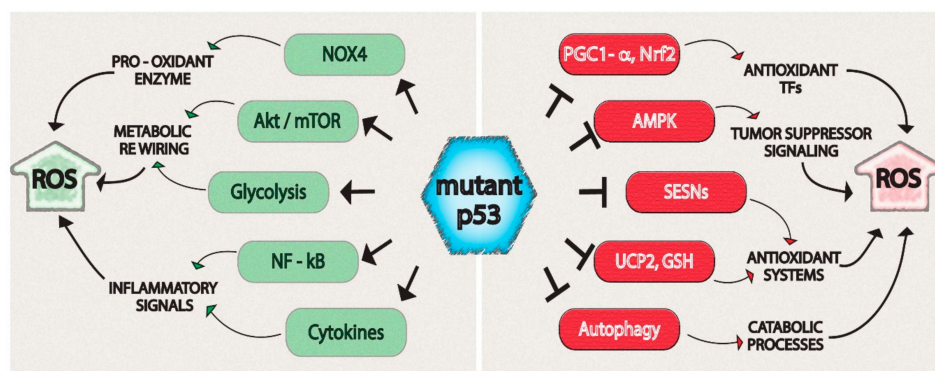 NOX4
PRO - OXIDANT
ENZYME
Akt / mTOR
METABOLIC
RE WIRING
ROS
Glycolysis
NF - kB
INFLAMMATORY
SIGNALS
Cytokines
mutant
p53
PGC1- α, Nrf2
ANTIOXIDANT
TFs
AMPK
TUMOR SUPPRESSOR
SIGNALING
SESNs
ROS
UCP2, GSH
ANTIOXIDANT
SYSTEMS
Autophagy
CATABOLIC
PROCESSES